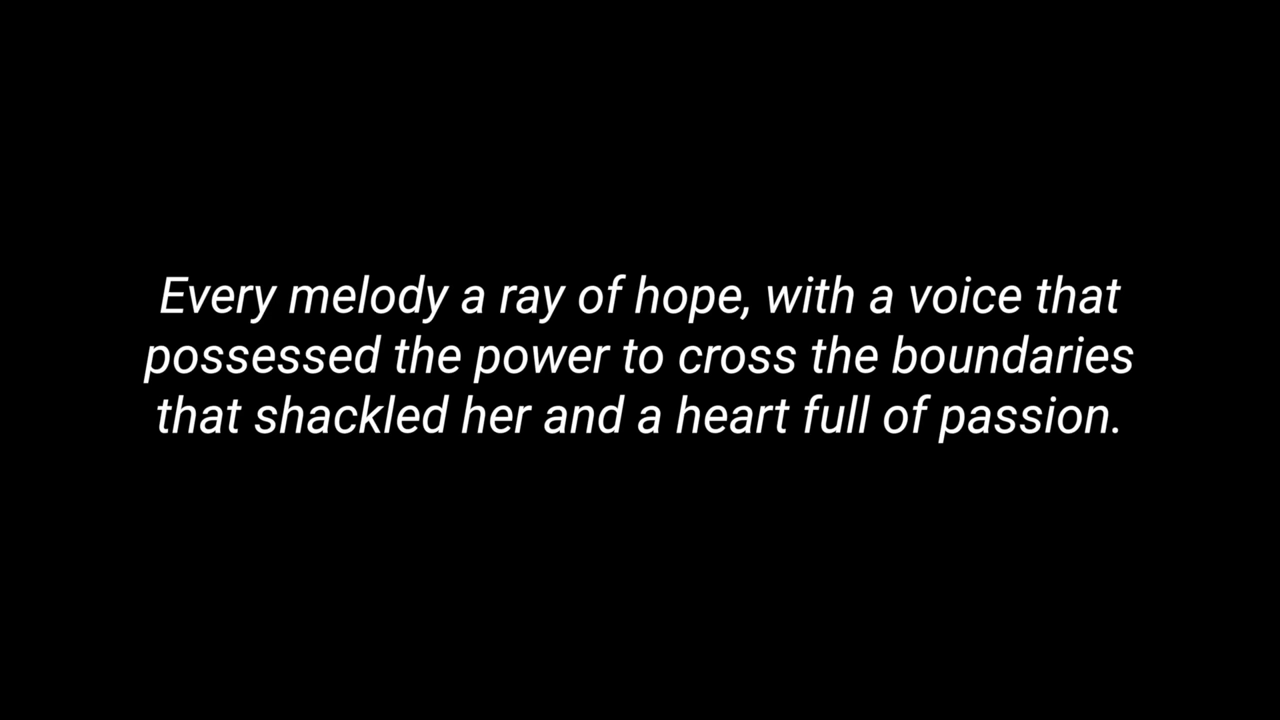 Every melody a ray of hope, with a voice that
possessed the power to cross the boundaries
that shackled her and a heart full of passion.